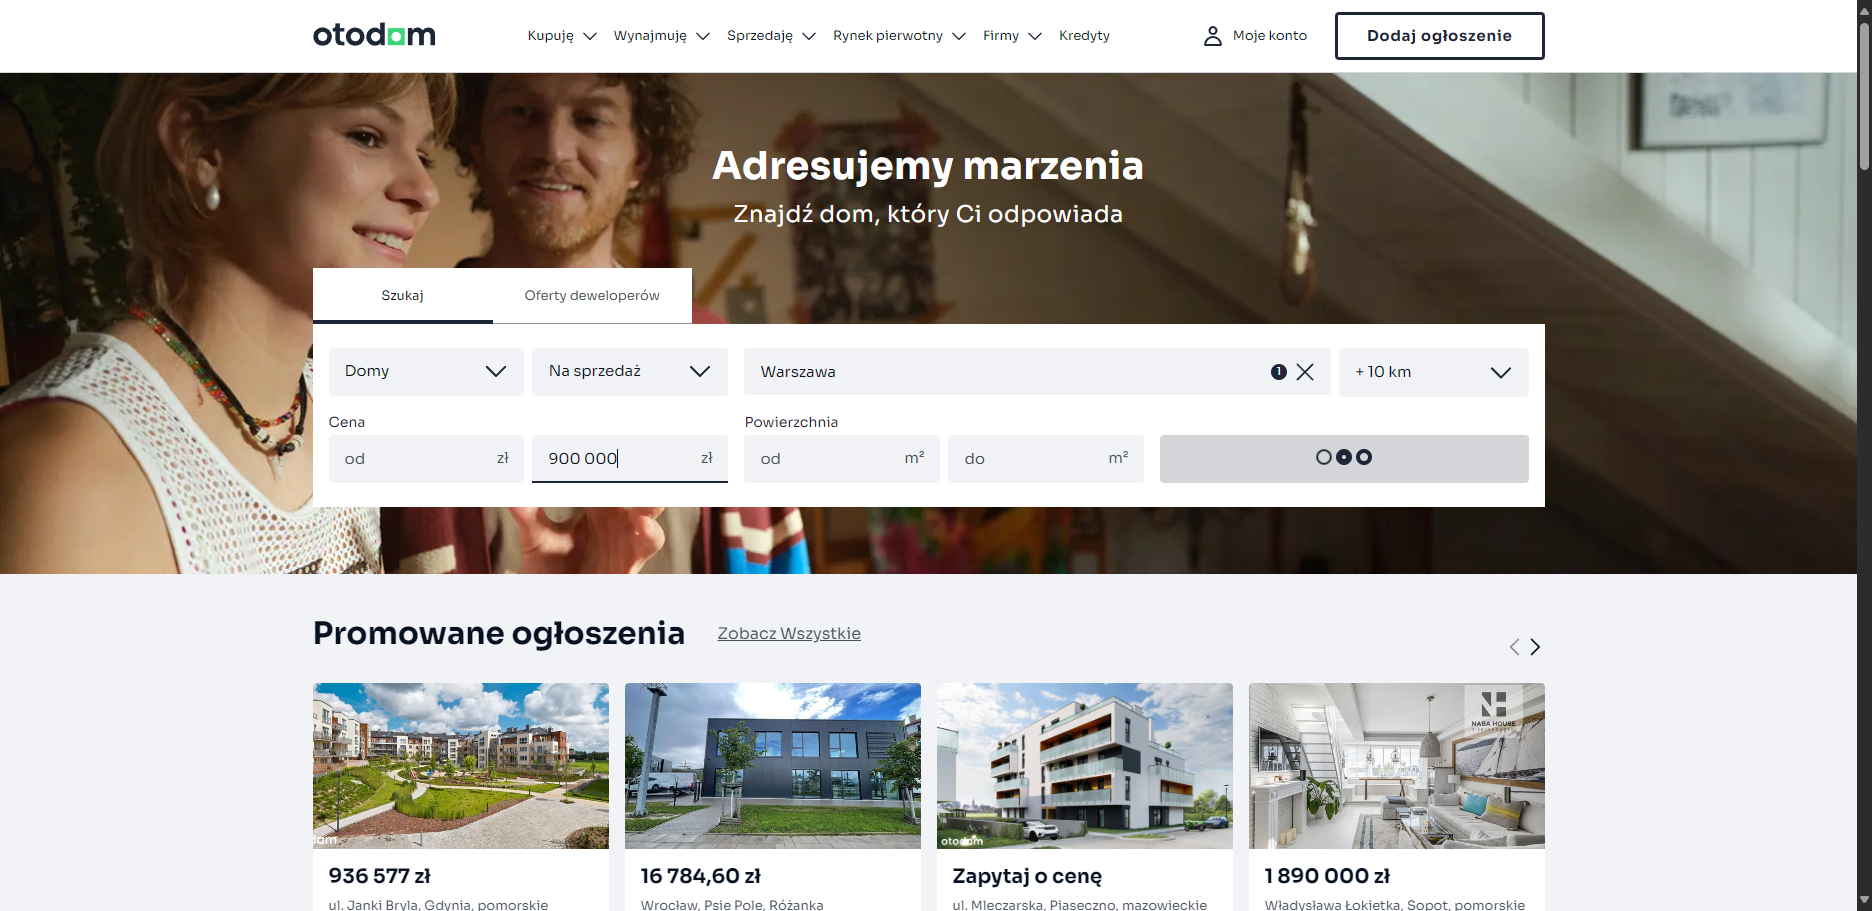 otodom
Kupuję
Wynajmuję
Sprzedaję
Rynek pierwotny
Firmy
Kredyty
Moje konto
Dodaj ogłoszenie
Adresujemy marzenia
Znajdź dom, który Ci odpowiada
Szukaj
Oferty deweloperów
Domy
Na sprzedaż
Warszawa
1
+ 10 km
Cena
Powierzchnia
od zł
900 000 zł
od m²
do m²
Promowane ogłoszenia
Zobacz Wszystkie
NABA HOUSE
otodom
936 577 zł
16 784,60 zł
Zapytaj o cenę
1 890 000 zł
ul. Janki Bryla, Gdynia, pomorskie
Wrocław, Psie Pole, Różanka
ul. Mleczarska, Piaseczno, mazowieckie
Władysława Łokietka, Sopot, pomorskie